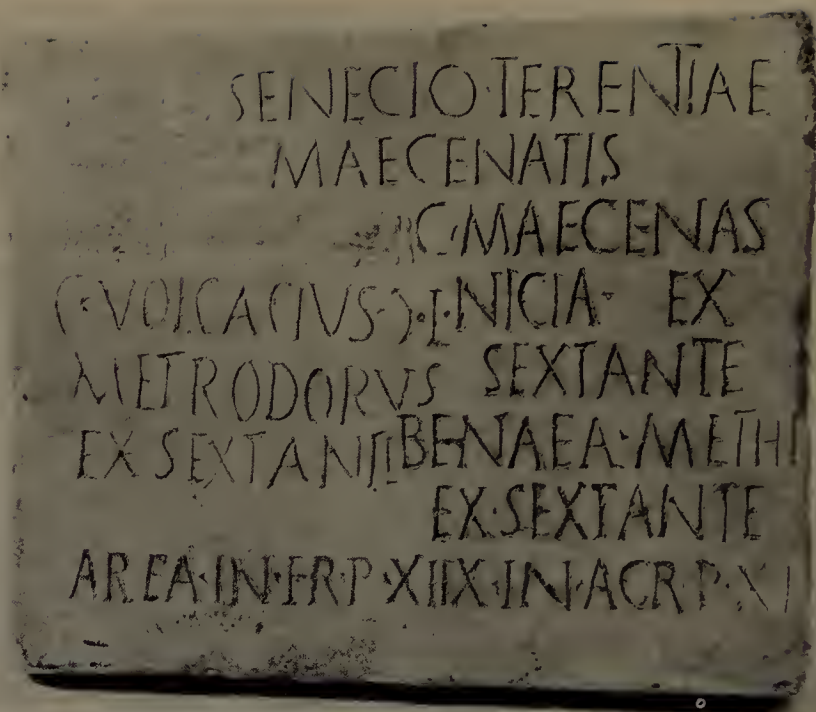 SENECIO·TERENTIAE
MAECENATIS
C·MAECENAS
C·VOLCACIVS·Ɔ·L·NICIA· EX
METRODORVS SEXTANTE
EX SEXTANTE BENAEA·METH
EX·SEXTANTE
AREA·IN·FR·P·XIIX·IN·AGR·P·XI